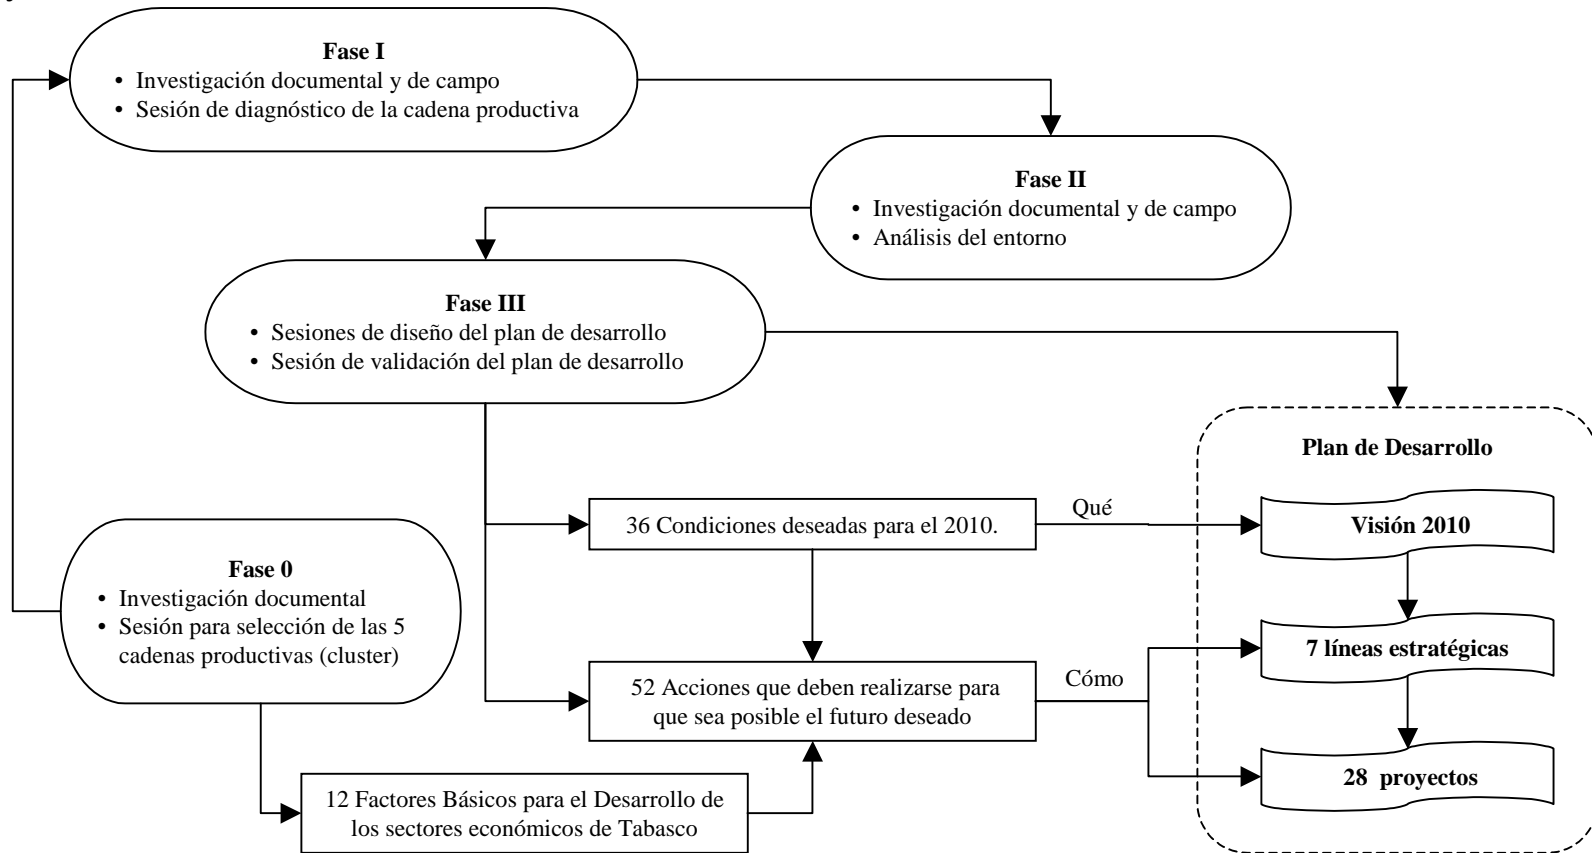 Fase I
• Investigación documental y de campo
• Sesión de diagnóstico de la cadena productiva
Fase II
• Investigación documental y de campo
• Análisis del entorno
Fase III
• Sesiones de diseño del plan de desarrollo
• Sesión de validación del plan de desarrollo
Plan de Desarrollo
36 Condiciones deseadas para el 2010.
Qué
Visión 2010
Fase 0
• Investigación documental
• Sesión para selección de las 5
cadenas productivas (cluster)
7 líneas estratégicas
52 Acciones que deben realizarse para
que sea posible el futuro deseado
Cómo
28 proyectos
12 Factores Básicos para el Desarrollo de
los sectores económicos de Tabasco